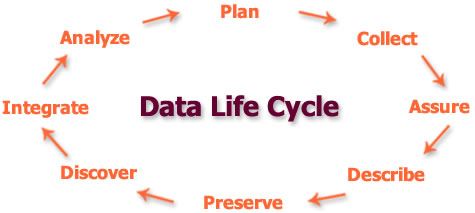 Plan
Collect
Assure
Describe
Preserve
Discover
Integrate
Analyze
Data Life Cycle